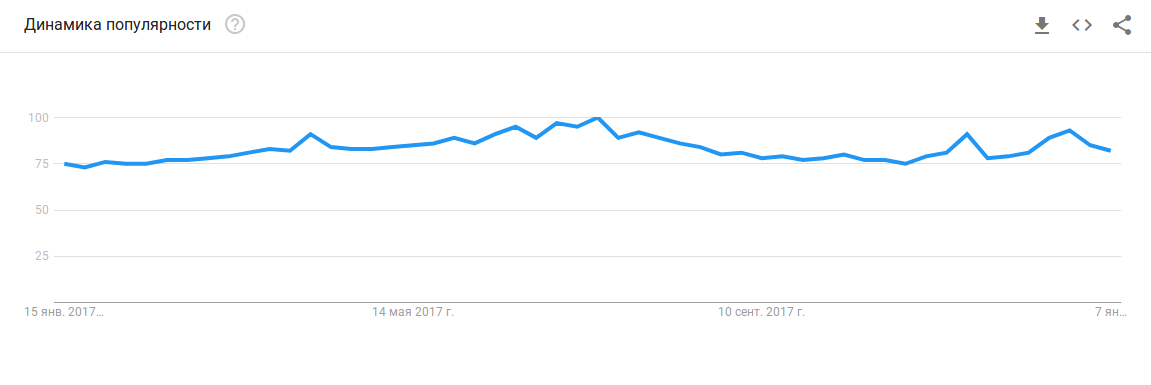 Динамика популярности ?
100
75
50
25
15 янв. 2017…
14 мая 2017 г.
10 сент. 2017 г.
7 ян…